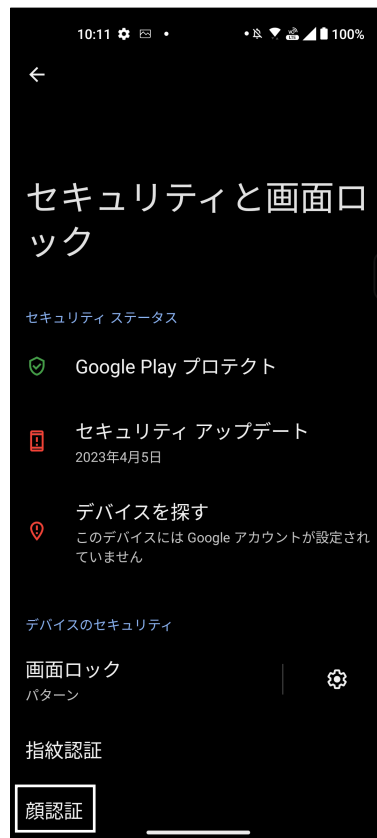 10:11
100%
セキュリティと画面ロ
ック
セキュリティ ステータス
Google Play プロテクト
セキュリティ アップデート
2023年4月5日
デバイスを探す
このデバイスには Google アカウントが設定され
ていません
デバイスのセキュリティ
画面ロック
パターン
指紋認証
顔認証